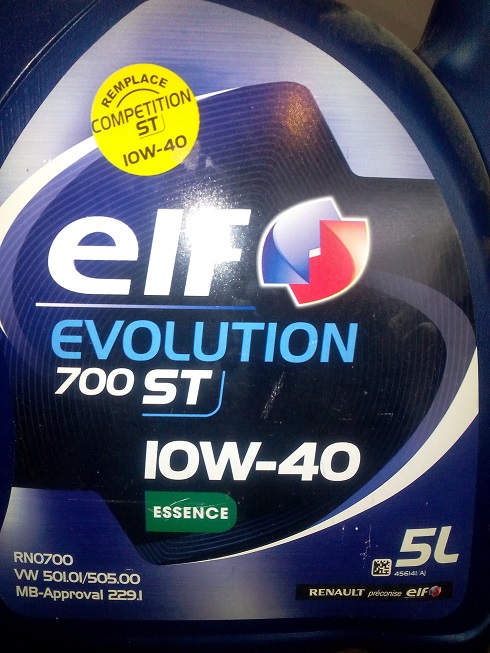 REMPLACE
COMPETITION
ST
10W-40
elf
EVOLUTION
700 ST
10W-40
ESSENCE
5L
RN0700
VW 501.01/505.00
MB-Approval 229.1
RENAULT préconise elf